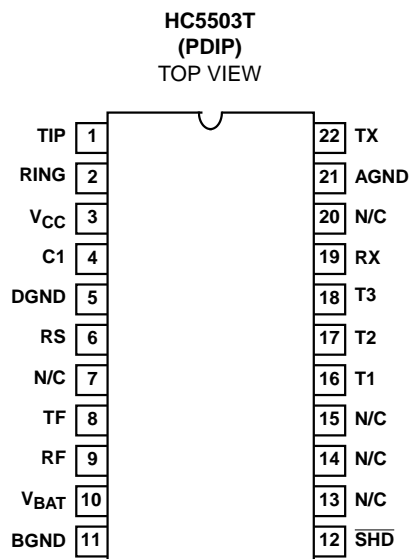 HC5503T
(PDIP)
TOP VIEW
TIP 1 22 TX
RING 2 21 AGND
VCC 3 20 N/C
C1 4 19 RX
DGND 5 18 T3
RS 6 17 T2
N/C 7 16 T1
TF 8 15 N/C
RF 9 14 N/C
VBAT 10 13 N/C
BGND 11 12 SHD